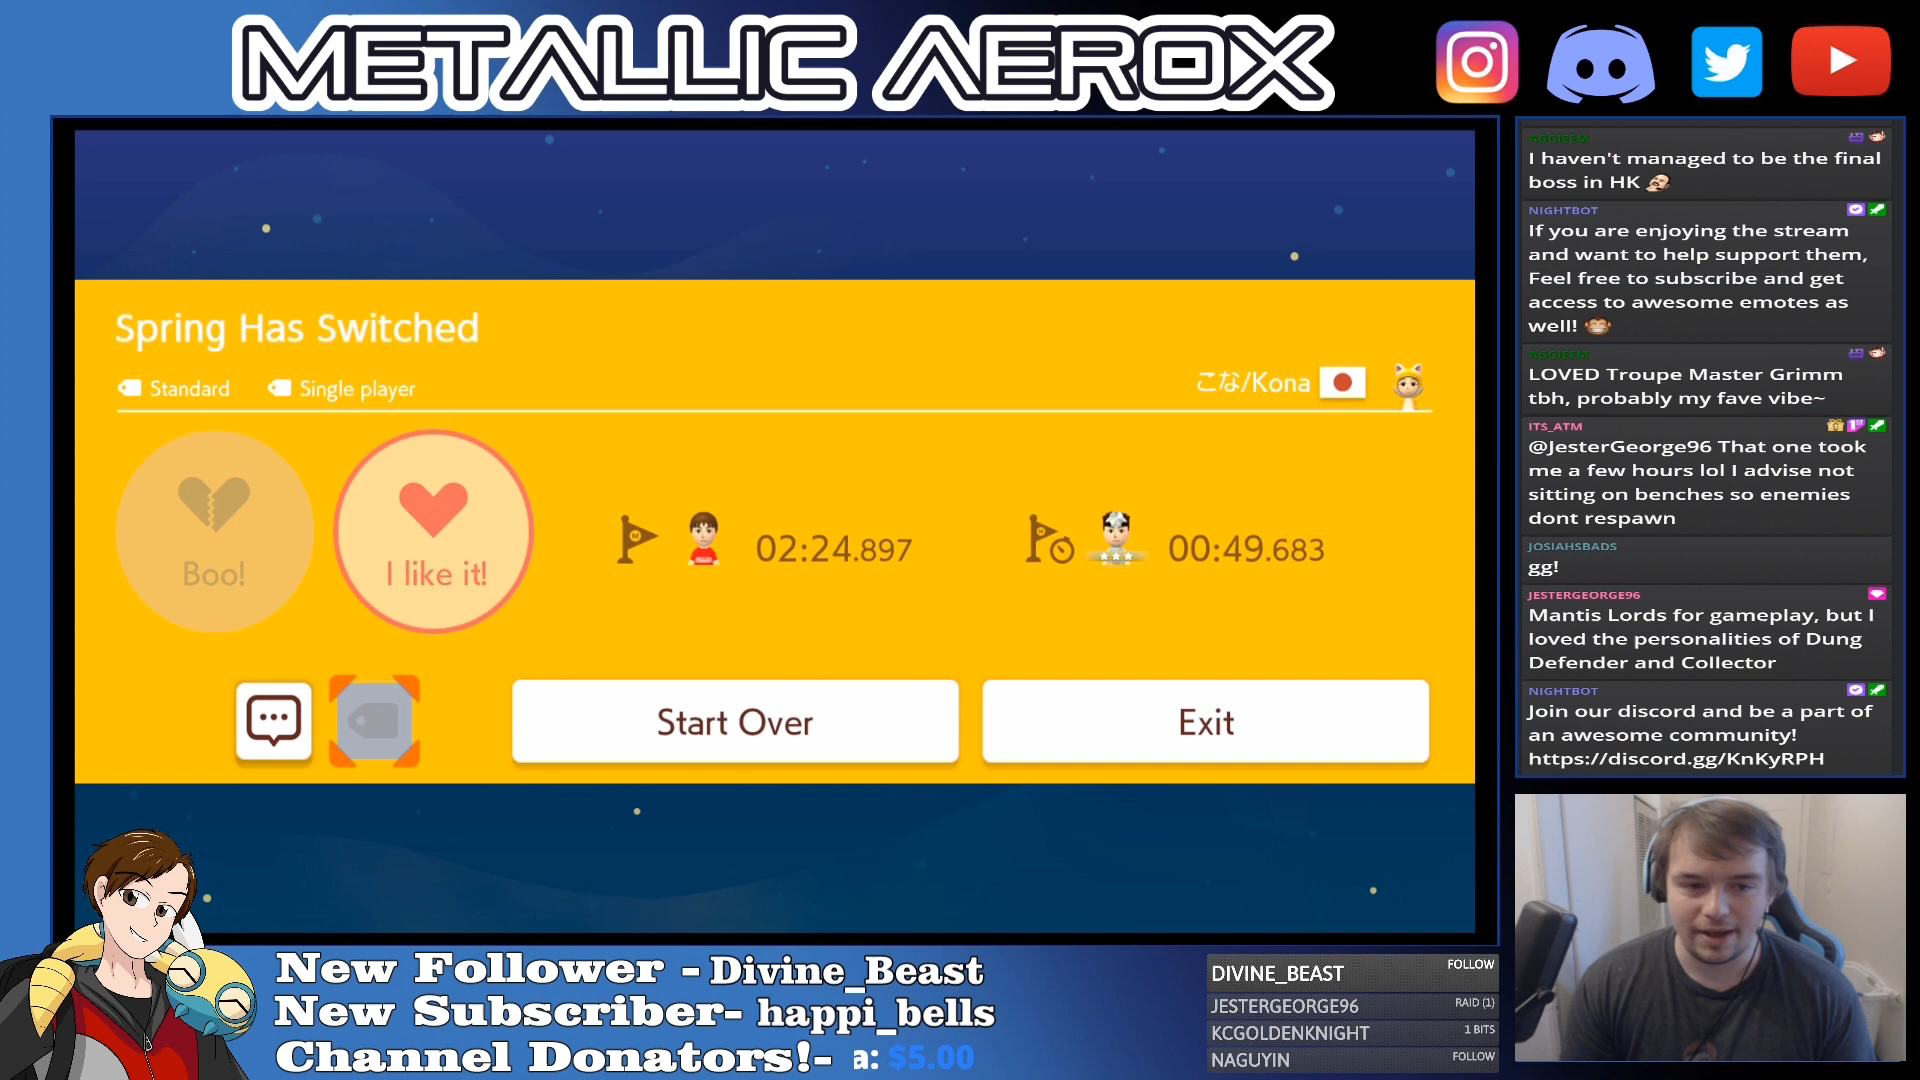 METALLIC AEROX
Spring Has Switched
Standard
Single player
こな/Kona
Boo!
I like it!
02:24.897
00:49.683
Start Over
Exit
AGGIEEM
I haven't managed to be the final
boss in HK
NIGHTBOT
If you are enjoying the stream
and want to help support them,
Feel free to subscribe and get
access to awesome emotes as
well!
AGGIEEM
LOVED Troupe Master Grimm
tbh, probably my fave vibe~
ITS_ATM
@JesterGeorge96 That one took
me a few hours lol I advise not
sitting on benches so enemies
dont respawn
JOSIAHSBADS
gg!
JESTERGEORGE96
Mantis Lords for gameplay, but I
loved the personalities of Dung
Defender and Collector
NIGHTBOT
Join our discord and be a part of
an awesome community!
https://discord.gg/KnKyRPH
New Follower - Divine_Beast
New Subscriber- happi_bells
Channel Donators!- a: $5.00
DIVINE_BEAST FOLLOW
JESTERGEORGE96 RAID (1)
KCGOLDENKNIGHT 1 BITS
NAGUYIN FOLLOW